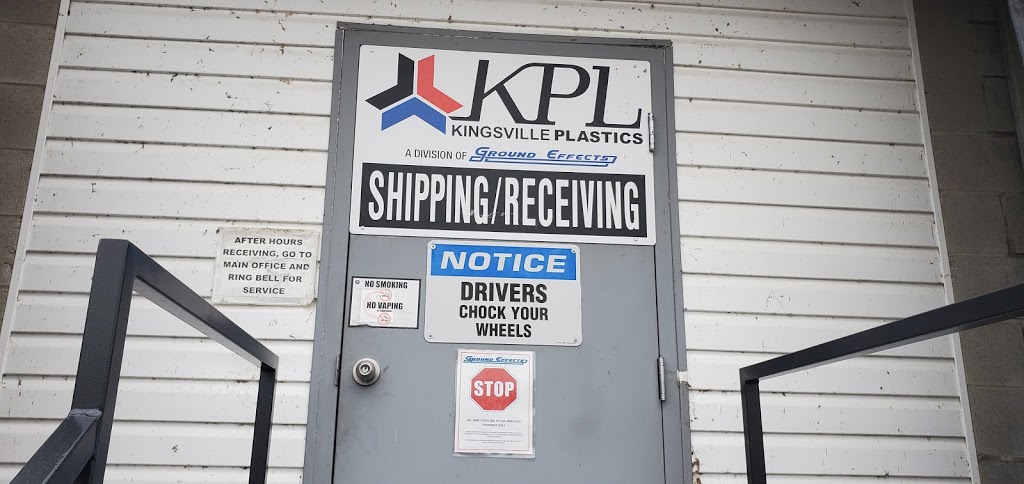 KPL
KINGSVILLE PLASTICS
A DIVISION OF GROUND EFFECTS
SHIPPING/RECEIVING
AFTER HOURS
RECEIVING, GO TO
MAIN OFFICE AND
RING BELL FOR
SERVICE
NO SMOKING
NO VAPING
NOTICE
DRIVERS
CHOCK YOUR
WHEELS
GROUND EFFECTS
STOP